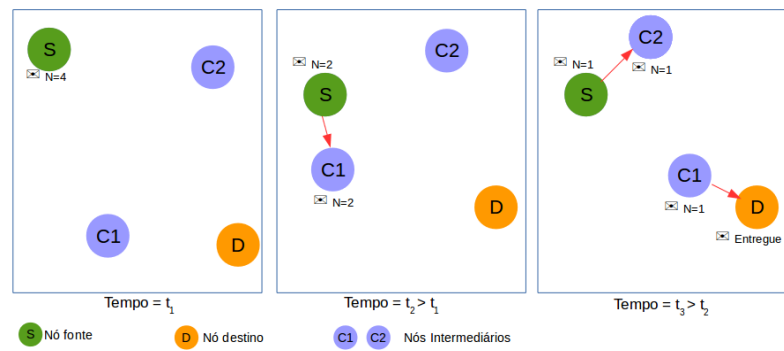 S
✉ N=4
C2
C1
D
Tempo = t1
C2
✉ N=2
S
C1
✉ N=2
D
Tempo = t2 > t1
C2
✉ N=1
✉ N=1
S
C1
✉ N=1
D
✉ Entregue
Tempo = t3 > t2
S Nó fonte
D Nó destino
C1 C2 Nós Intermediários